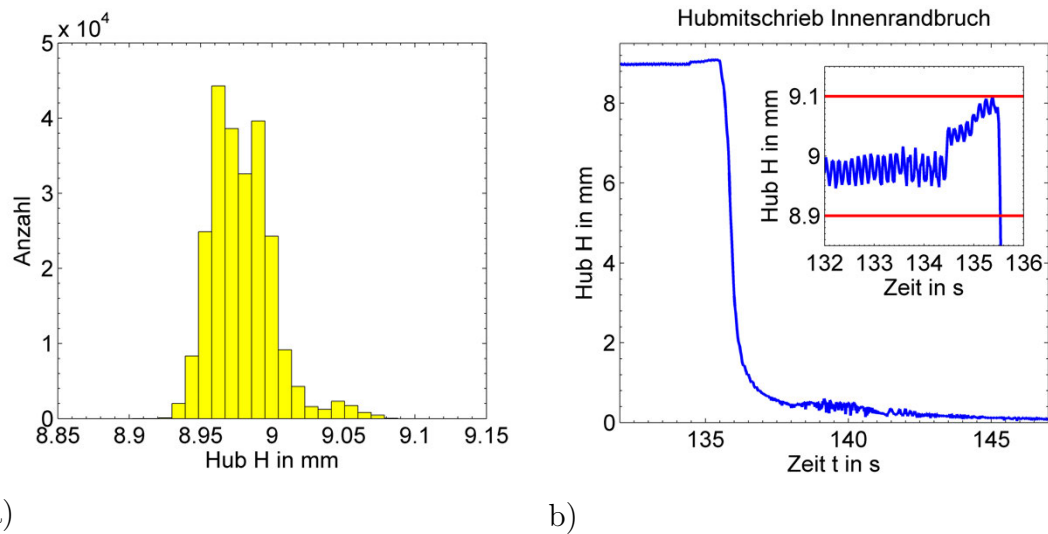 x 10⁴
5
4
3
2
1
0
Anzahl
8.85 8.9 8.95 9 9.05 9.1 9.15
Hub H in mm
)
Hubmitschrieb Innenrandbruch
8
6
4
2
0
Hub H in mm
135 140 145
Zeit t in s
9.1
9
8.9
Hub H in mm
132 133 134 135 136
Zeit in s
b)